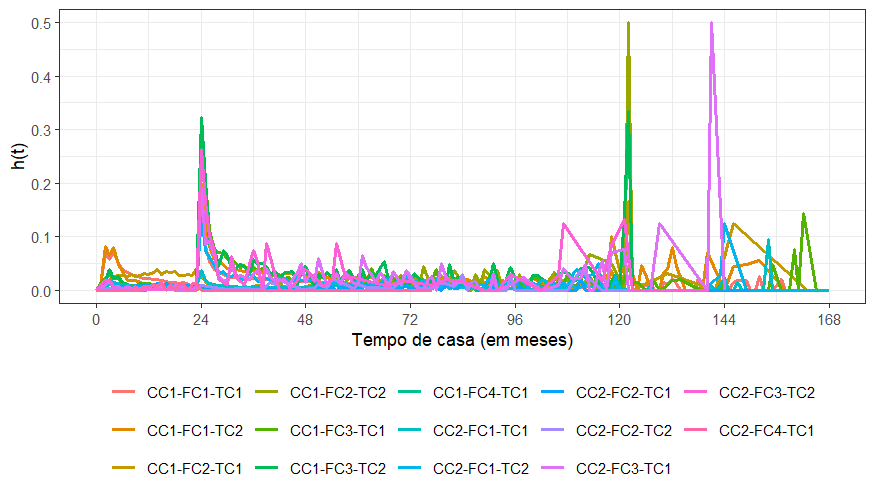 0.5
0.4
0.3
0.2
0.1
0.0
h(t)
0 24 48 72 96 120 144 168
Tempo de casa (em meses)
CC1-FC1-TC1 CC1-FC2-TC2 CC1-FC4-TC1 CC2-FC2-TC1 CC2-FC3-TC2
CC1-FC1-TC2 CC1-FC3-TC1 CC2-FC1-TC1 CC2-FC2-TC2 CC2-FC4-TC1
CC1-FC2-TC1 CC1-FC3-TC2 CC2-FC1-TC2 CC2-FC3-TC1